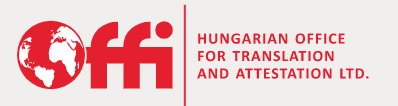 Offi
HUNGARIAN OFFICE
FOR TRANSLATION
AND ATTESTATION LTD.